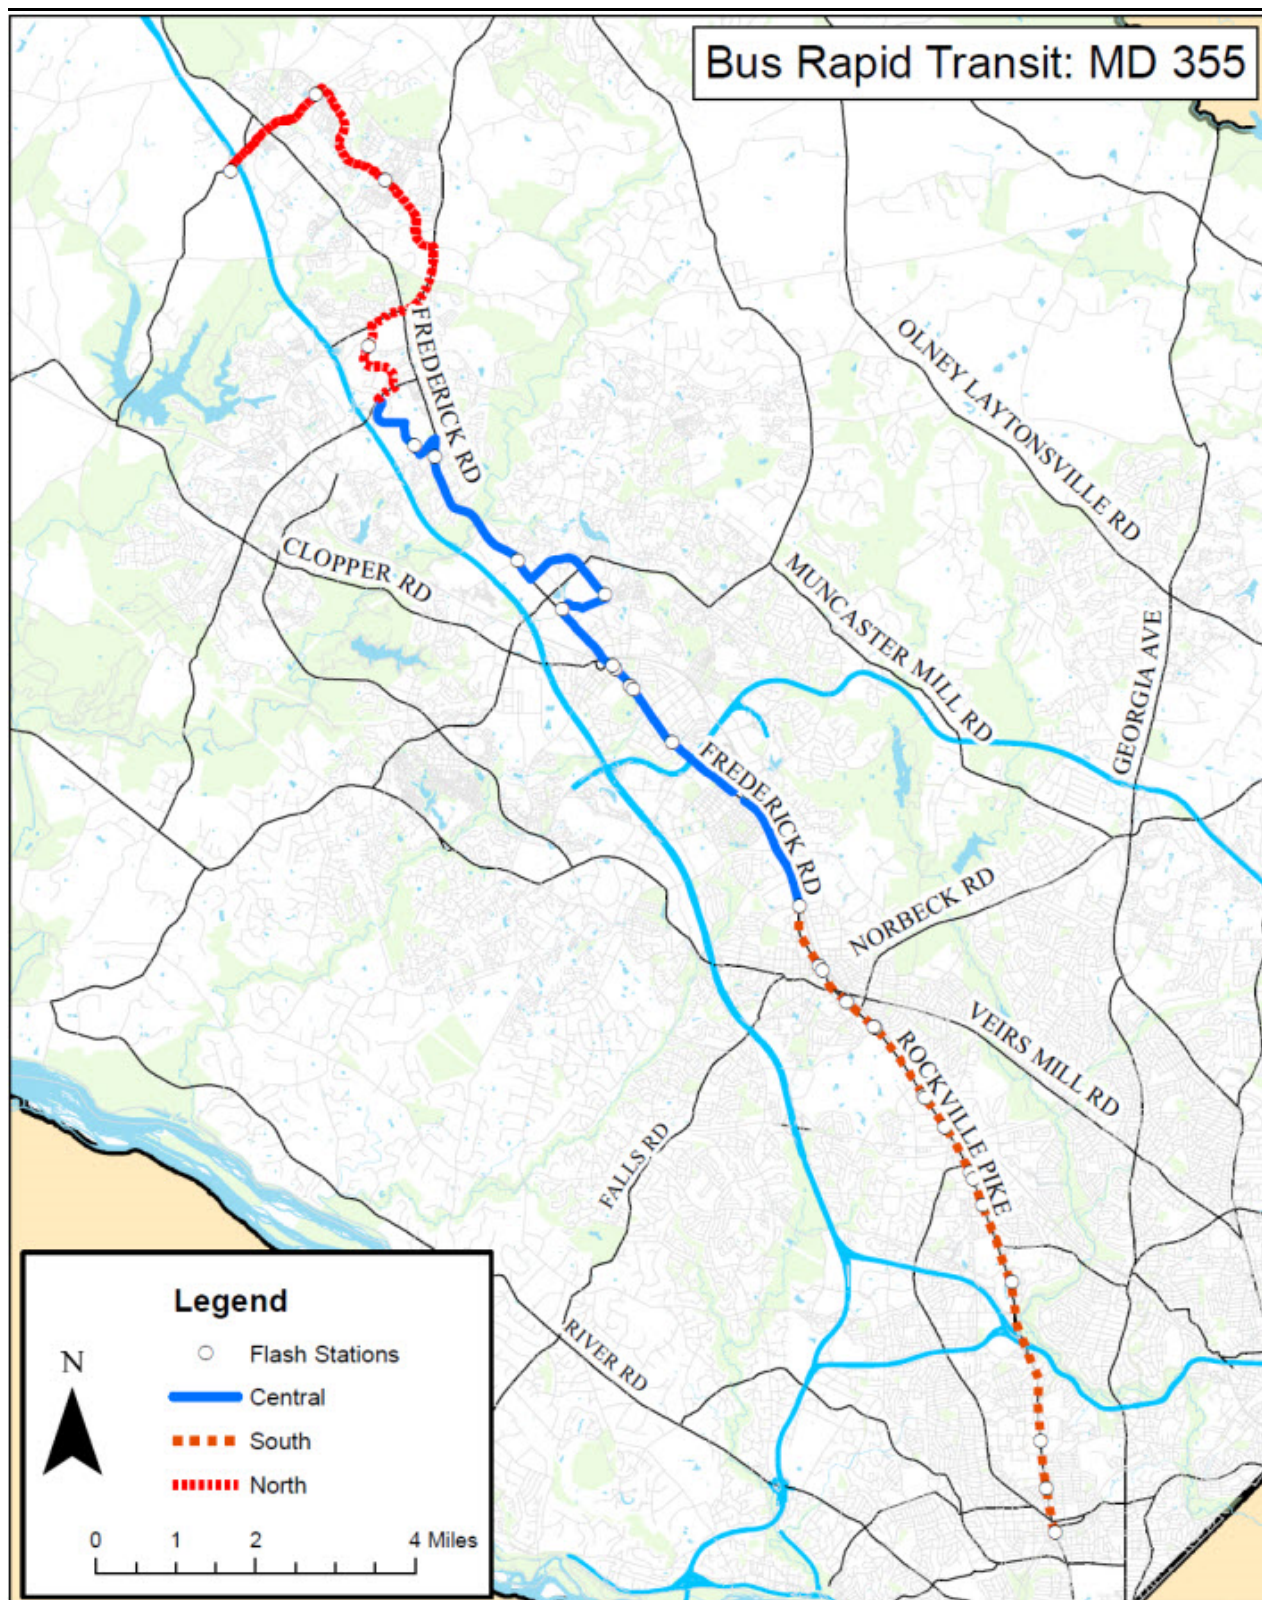 Bus Rapid Transit: MD 355
FREDERICK RD
OLNEY LAYTONSVILLE RD
CLOPPER RD
MUNCASTER MILL RD
GEORGIA AVE
FREDERICK RD
NORBECK RD
VEIRS MILL RD
ROCKVILLE PIKE
FALLS RD
RIVER RD
Legend
N
Flash Stations
Central
South
North
0 1 2 4 Miles